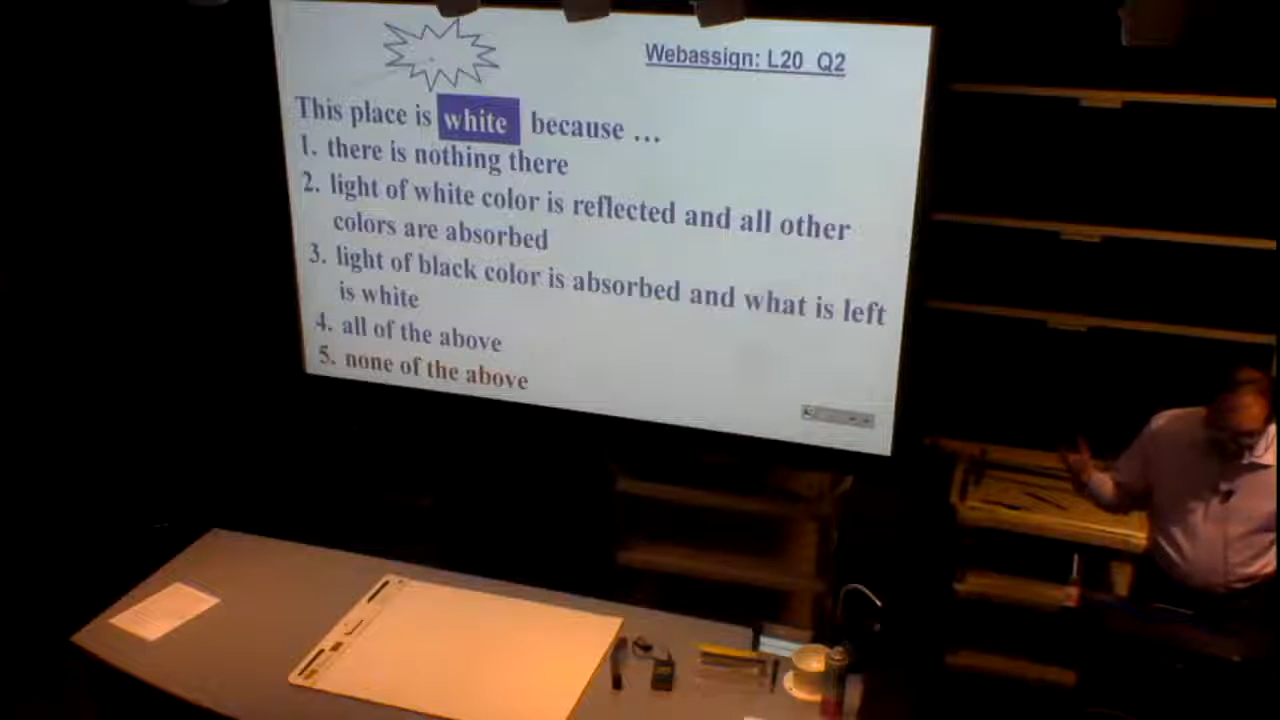 Webassign: L20 Q2
This place is white because ...
1. there is nothing there
2. light of white color is reflected and all other
colors are absorbed
3. light of black color is absorbed and what is left
is white
4. all of the above
5. none of the above